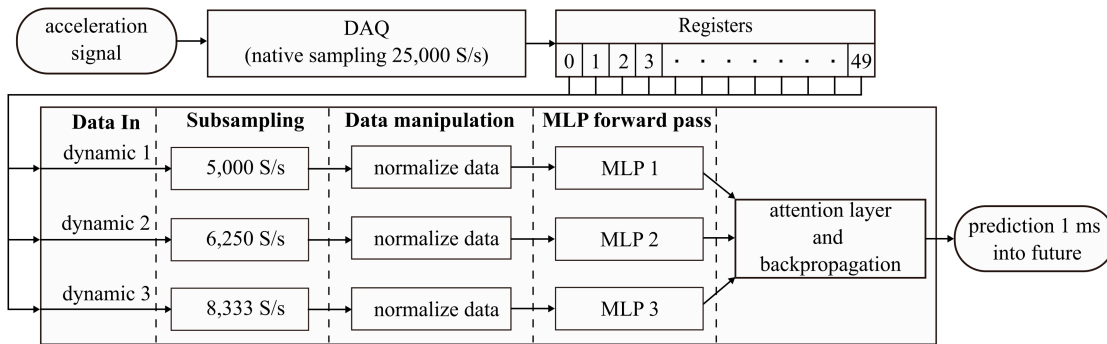 acceleration
signal
DAQ
(native sampling 25,000 S/s)
Registers
0 1 2 3 . . . . . . . 49
Data In
Subsampling
Data manipulation
MLP forward pass
dynamic 1
5,000 S/s
normalize data
MLP 1
dynamic 2
6,250 S/s
normalize data
MLP 2
dynamic 3
8,333 S/s
normalize data
MLP 3
attention layer
and
backpropagation
prediction 1 ms
into future